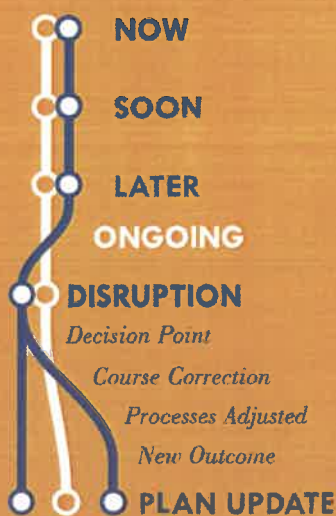 NOW
SOON
LATER
ONGOING
DISRUPTION
Decision Point
Course Correction
Processes Adjusted
New Outcome
PLAN UPDATE